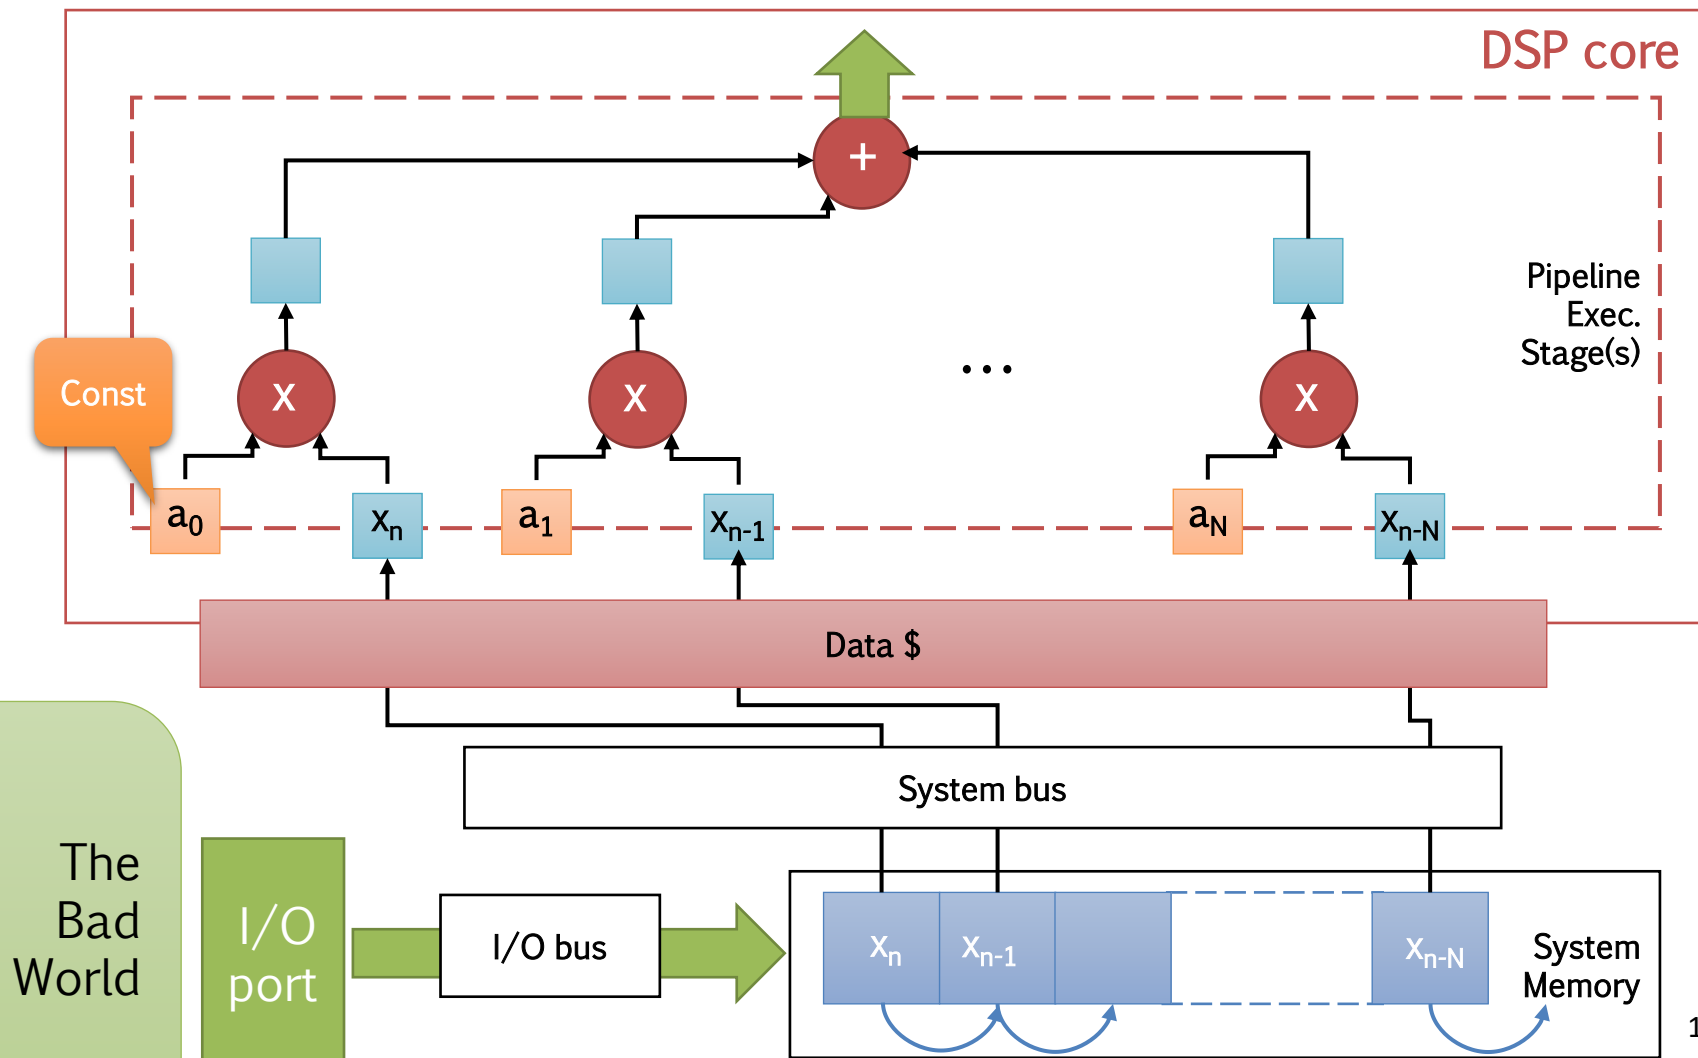 DSP core
+
Pipeline
Exec.
Stage(s)
Const
X
X
...
X
a0
xn
a1
xn-1
aN
xn-N
Data $
System bus
The
Bad
World
I/O
port
I/O bus
xn
xn-1
xn-N
System
Memory
1